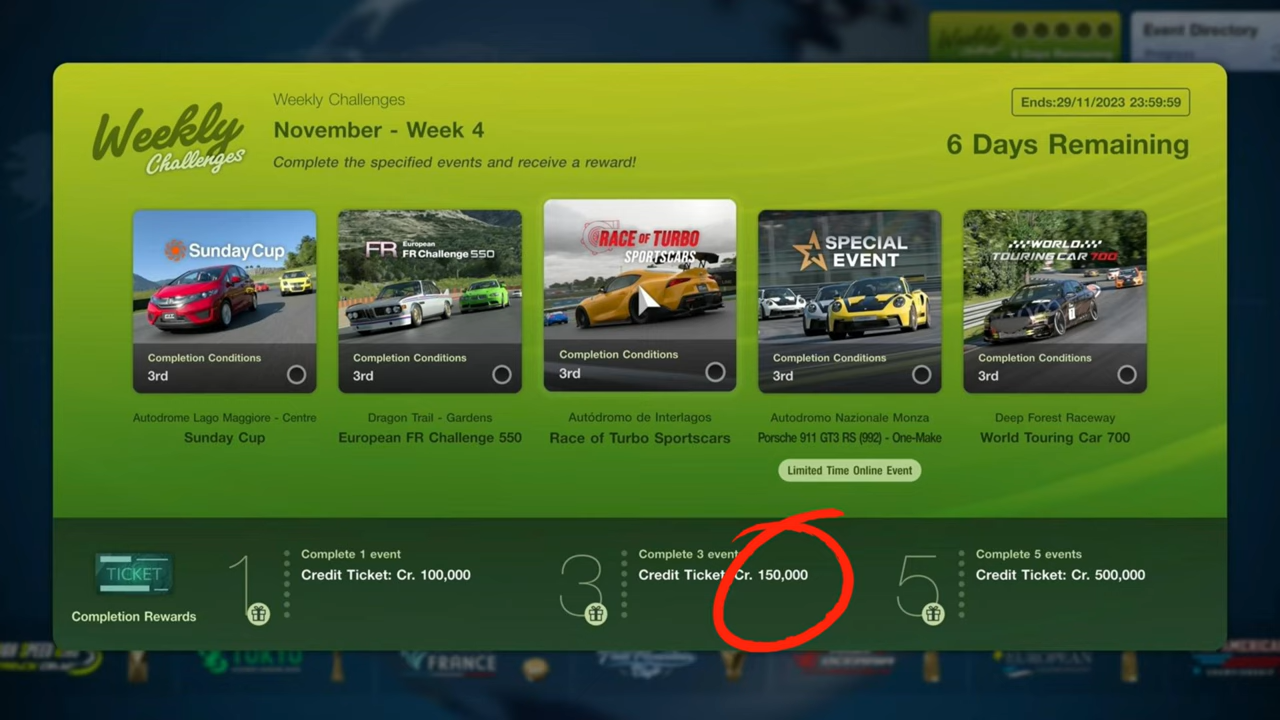 Event Directory
Weekly
Challenges
Weekly Challenges
November - Week 4
Complete the specified events and receive a reward!
Ends:29/11/2023 23:59:59
6 Days Remaining
Sunday Cup
Completion Conditions
3rd
Autodrome Lago Maggiore - Centre
Sunday Cup
FR European
FR Challenge 550
Completion Conditions
3rd
Dragon Trail - Gardens
European FR Challenge 550
RACE OF TURBO
SPORTSCARS
Completion Conditions
3rd
Autódromo de Interlagos
Race of Turbo Sportscars
SPECIAL
EVENT
Completion Conditions
3rd
Autodromo Nazionale Monza
Porsche 911 GT3 RS (992) - One-Make
Limited Time Online Event
WORLD
TOURING CAR 700
Completion Conditions
3rd
Deep Forest Raceway
World Touring Car 700
TICKET
Completion Rewards
1
Complete 1 event
Credit Ticket: Cr. 100,000
3
Complete 3 event
Credit Ticket: Cr. 150,000
5
Complete 5 events
Credit Ticket: Cr. 500,000
TOKYO
FRANCE
EUROPEAN